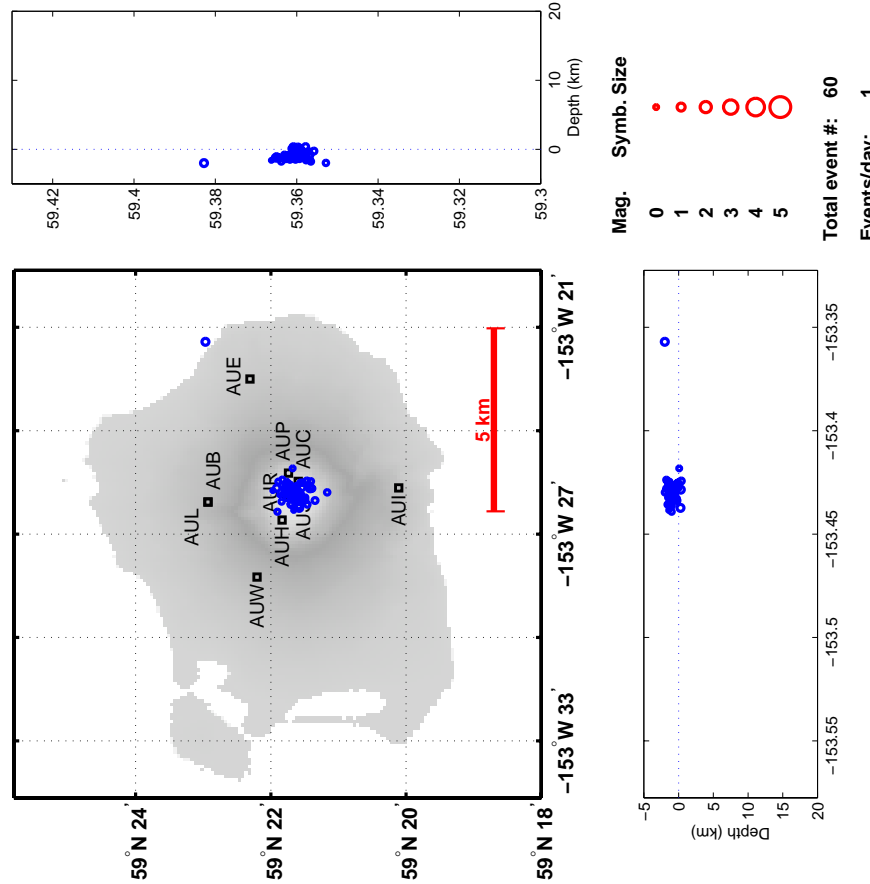 59.42
59.4
59.38
59.36
59.34
59.32
59.3
0
10
20
Depth (km)
59°N 24'
59°N 22'
59°N 20'
59°N 18'
−153°W 33'
−153°W 27'
−153°W 21'
AUE
AUB
AUL
AUP
AUC
AUR
AUH
AUW
AUI
5 km
Mag. Symb. Size
0
1
2
3
4
5
Total event #: 60
Events/day: 1
−5
0
5
10
15
20
Depth (km)
−153.55
−153.5
−153.45
−153.4
−153.35